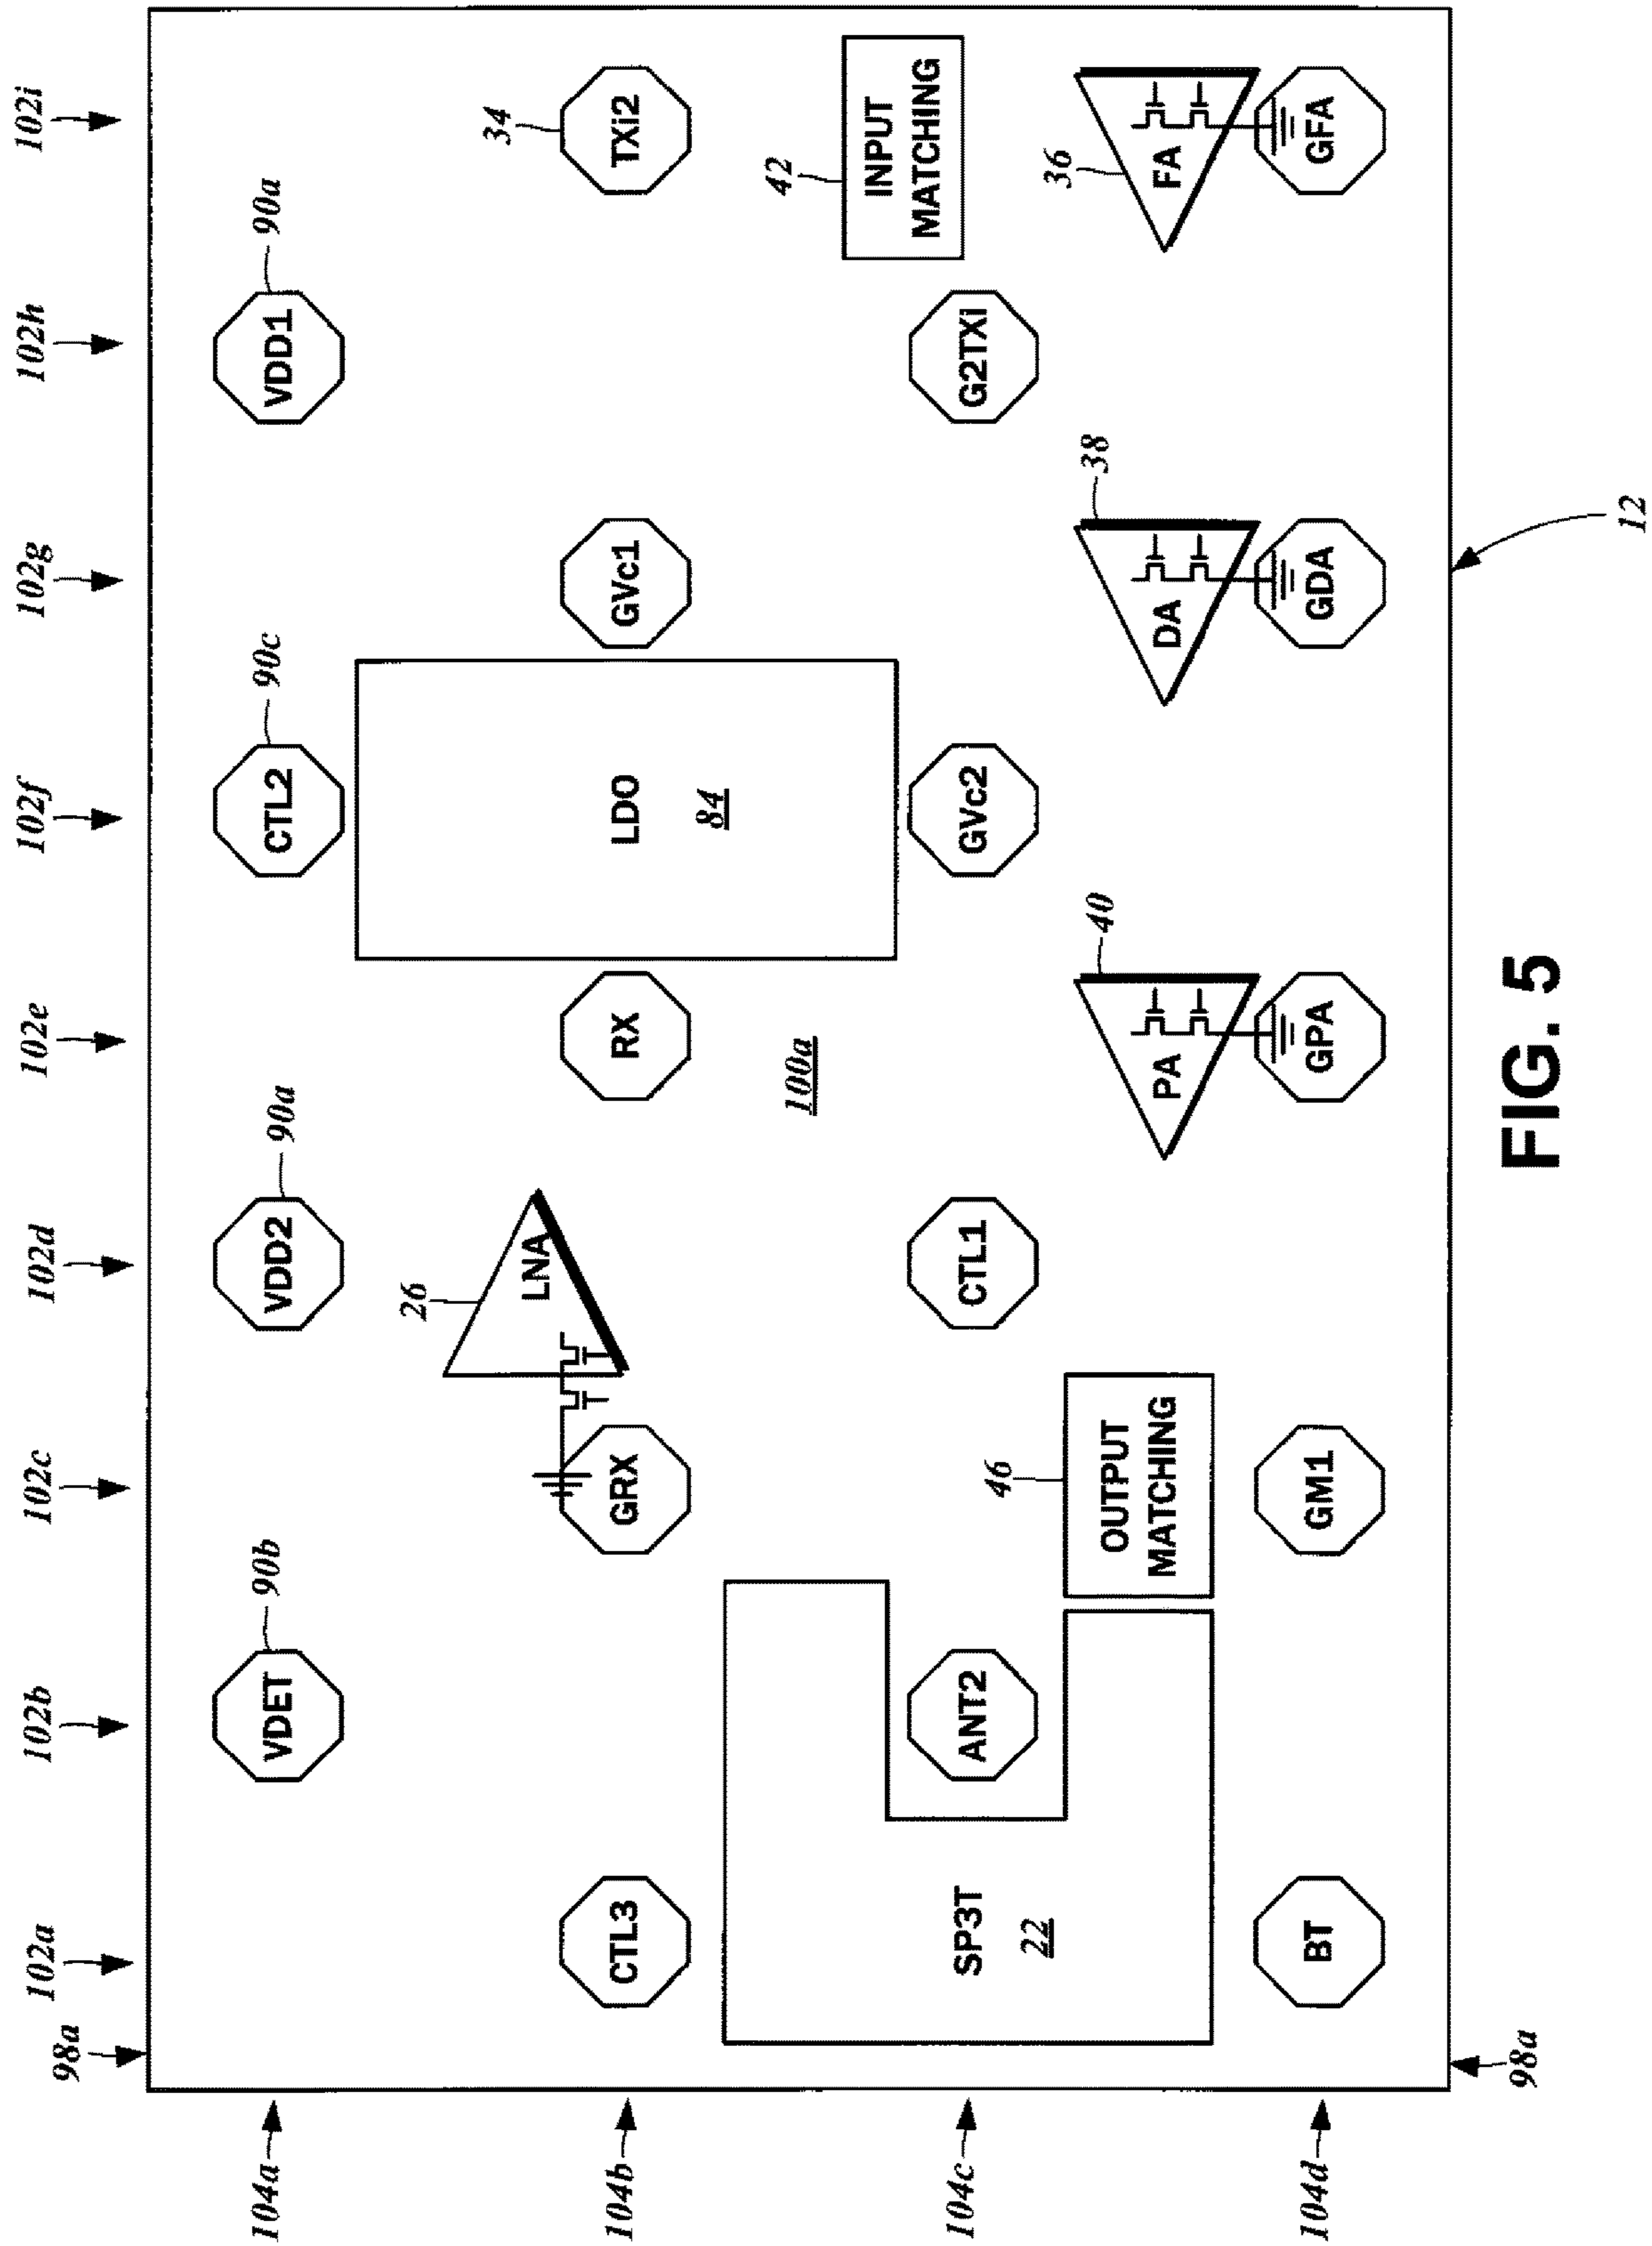 102a
102b
102c
102d
102e
102f
102g
102h
102i
98a
104a
VDET
90b
VDD2
90a
CTL2
90c
VDD1
90a
104b
CTL3
GRX
26
LNA
RX
LDO
84
GVc1
34
TXi2
100a
42
INPUT
MATCHING
104c
SP3T
22
ANT2
46
OUTPUT
MATCHING
CTL1
GVc2
G2TXi
40
PA
38
DA
36
FA
104d
BT
GM1
GPA
GDA
GFA
98a
12
FIG. 5